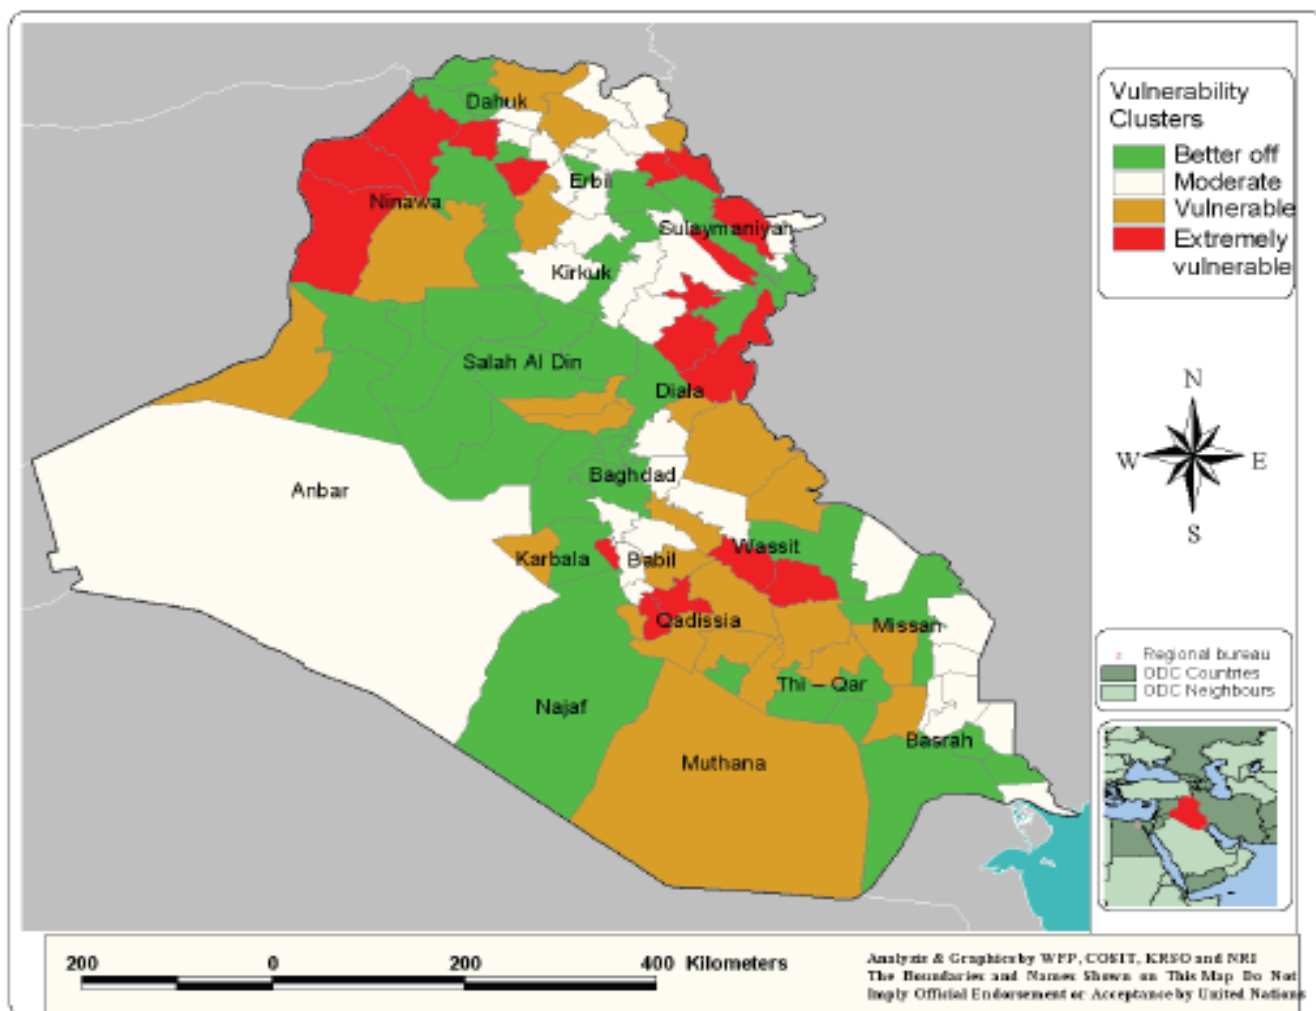 Vulnerability
Clusters
Better off
Moderate
Vulnerable
Extremely
vulnerable
Dahuk
Erbil
Ninawa
Sulaymaniyah
Kirkuk
Salah Al Din
Diala
Baghdad
Anbar
Wassit
Karbala
Babil
Qadissia
Missan
Thi - Qar
Najaf
Basrah
Muthana
N
W
E
S
Regional bureau
ODC Countries
ODC Neighbours
200 0 200 400 Kilometers
Analysis & Graphics by WFP, COSIT, KRSO and NRI
The Boundaries and Names Shown on This Map Do Not
Imply Official Endorsement or Acceptance by United Nations